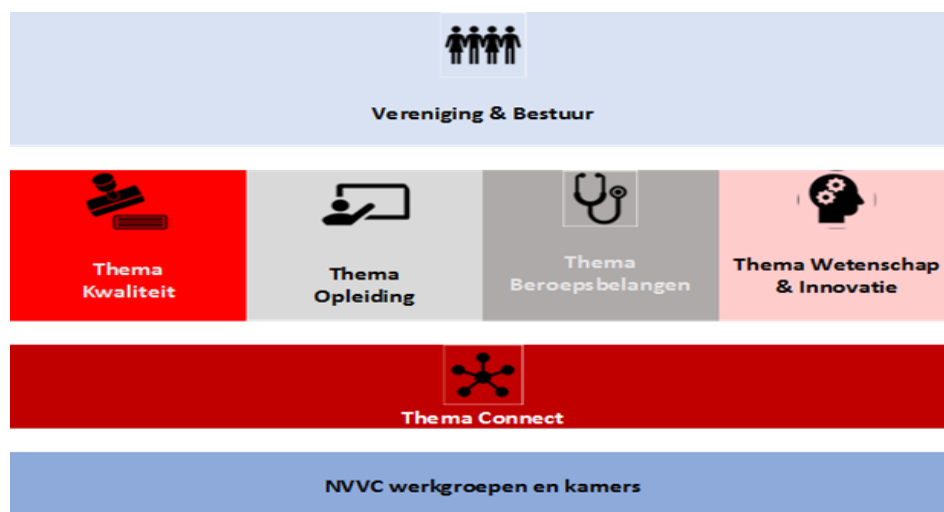 Vereniging & Bestuur
Thema
Kwaliteit
Thema
Opleiding
Thema
Beroepsbelangen
Thema Wetenschap
& Innovatie
Thema Connect
NVVC werkgroepen en kamers